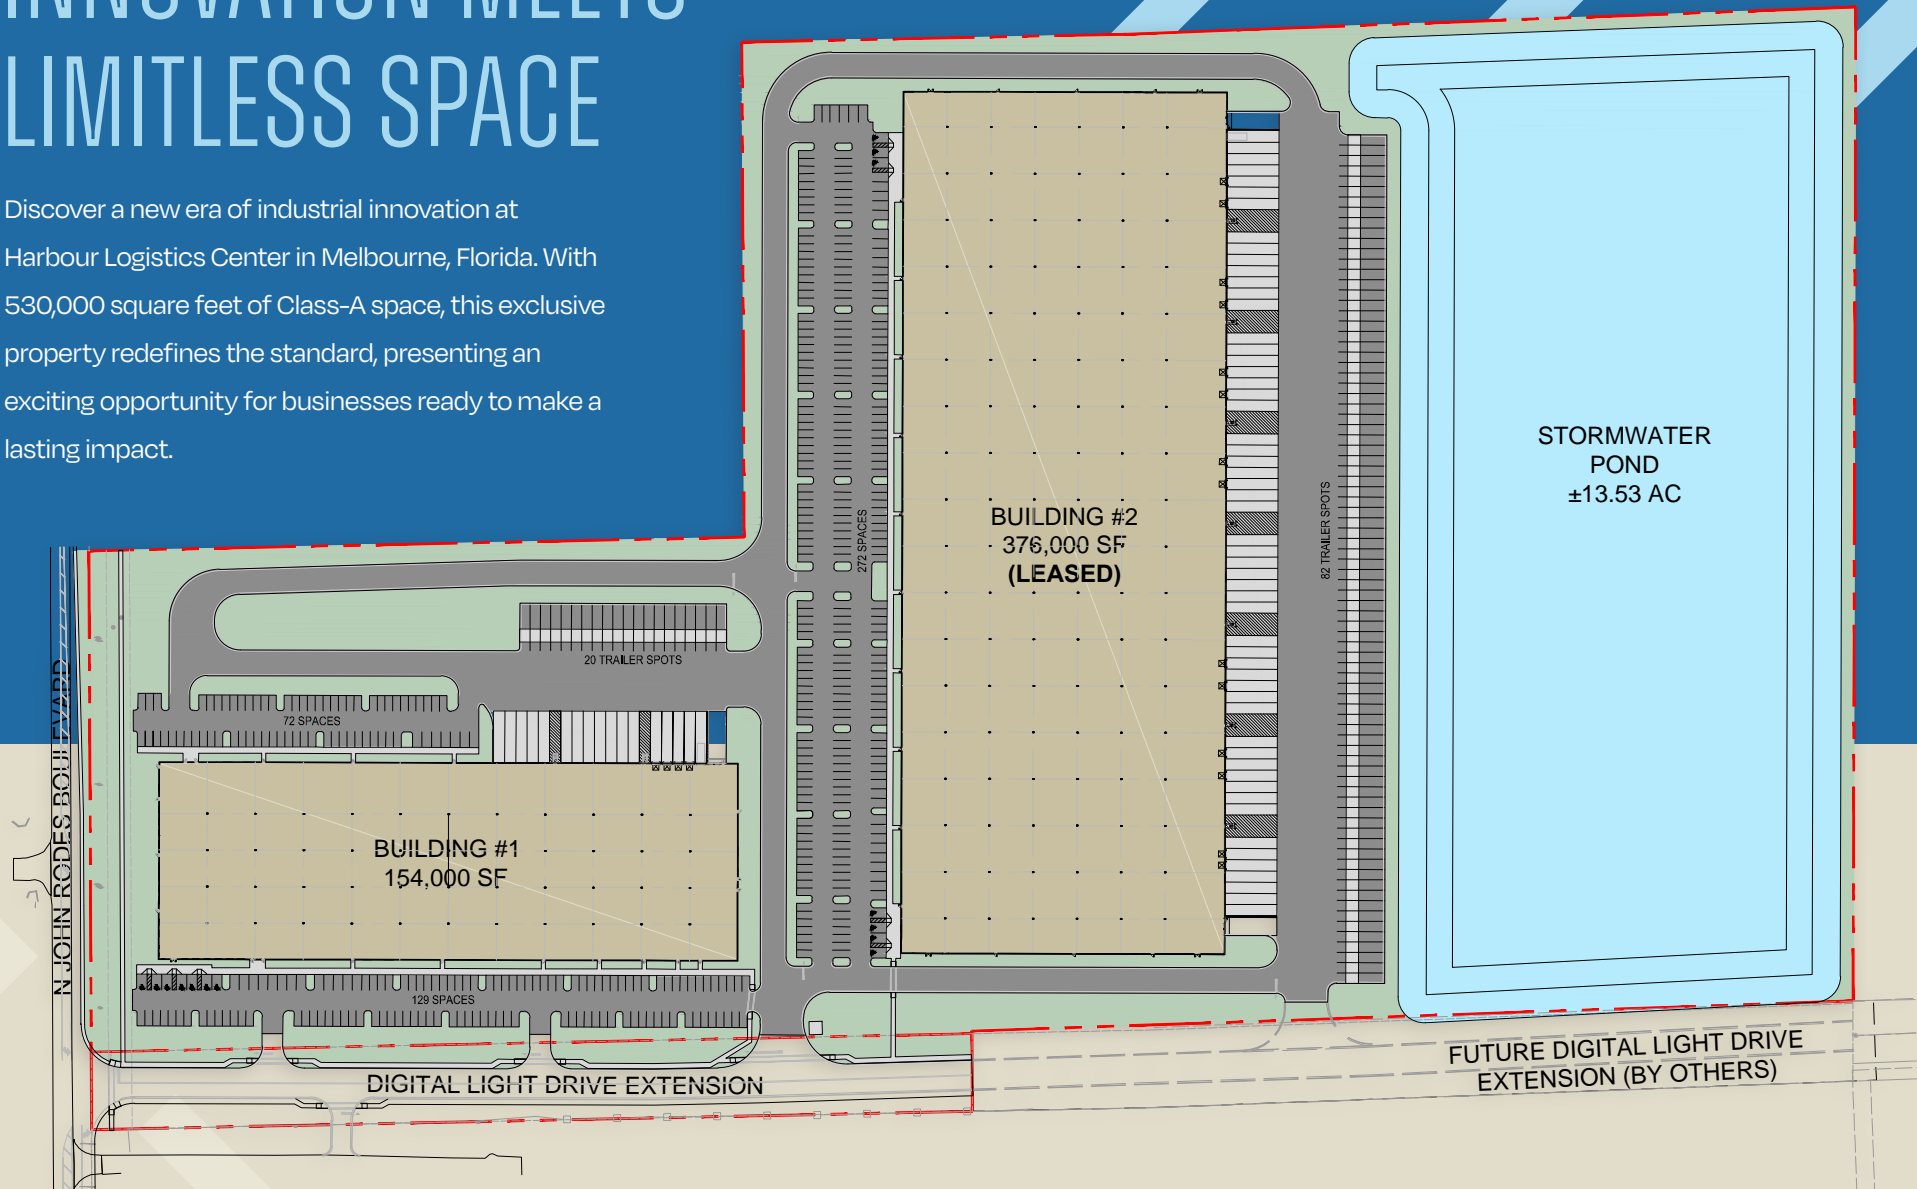 INNOVATION MEETS
LIMITLESS SPACE
Discover a new era of industrial innovation at
Harbour Logistics Center in Melbourne, Florida. With
530,000 square feet of Class-A space, this exclusive
property redefines the standard, presenting an
exciting opportunity for businesses ready to make a
lasting impact.
STORMWATER
POND
±13.53 AC
BUILDING #2
376,000 SF
(LEASED)
272 SPACES
82 TRAILER SPOTS
20 TRAILER SPOTS
72 SPACES
BUILDING #1
154,000 SF
129 SPACES
N JOHN RODES BOULEVARD
DIGITAL LIGHT DRIVE EXTENSION
FUTURE DIGITAL LIGHT DRIVE
EXTENSION (BY OTHERS)